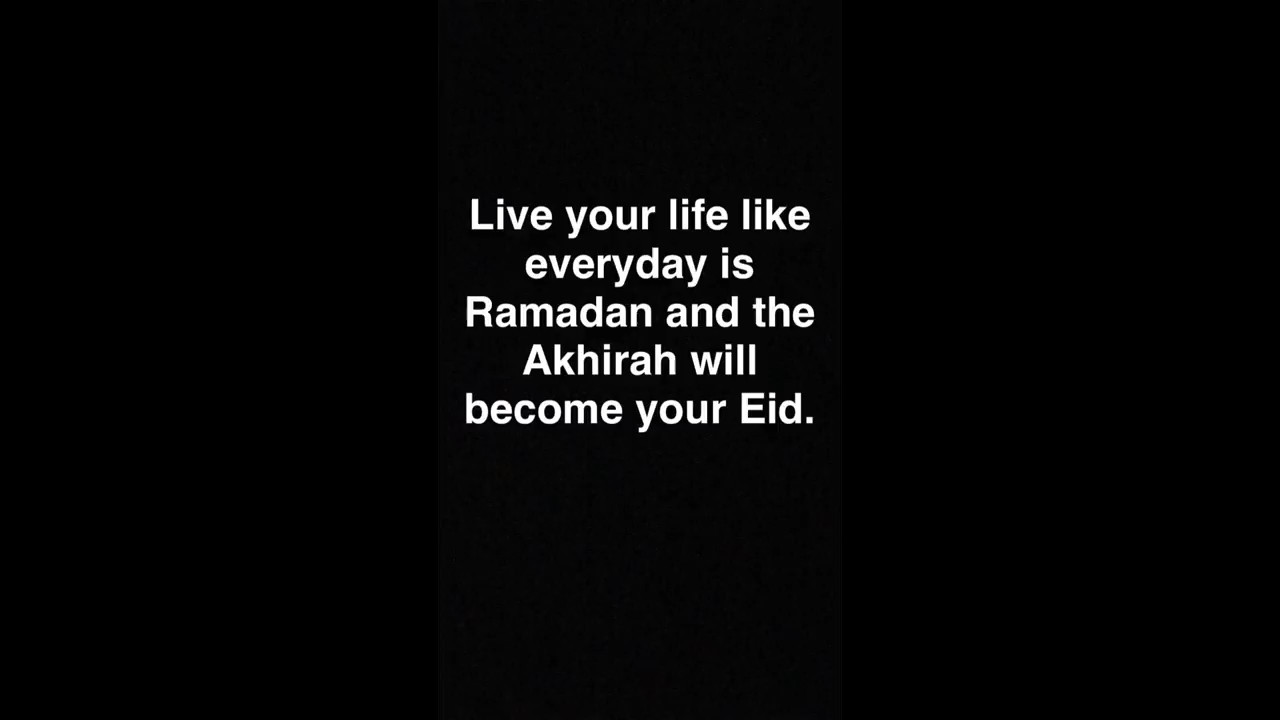 Live your life like
everyday is
Ramadan and the
Akhirah will
become your Eid.